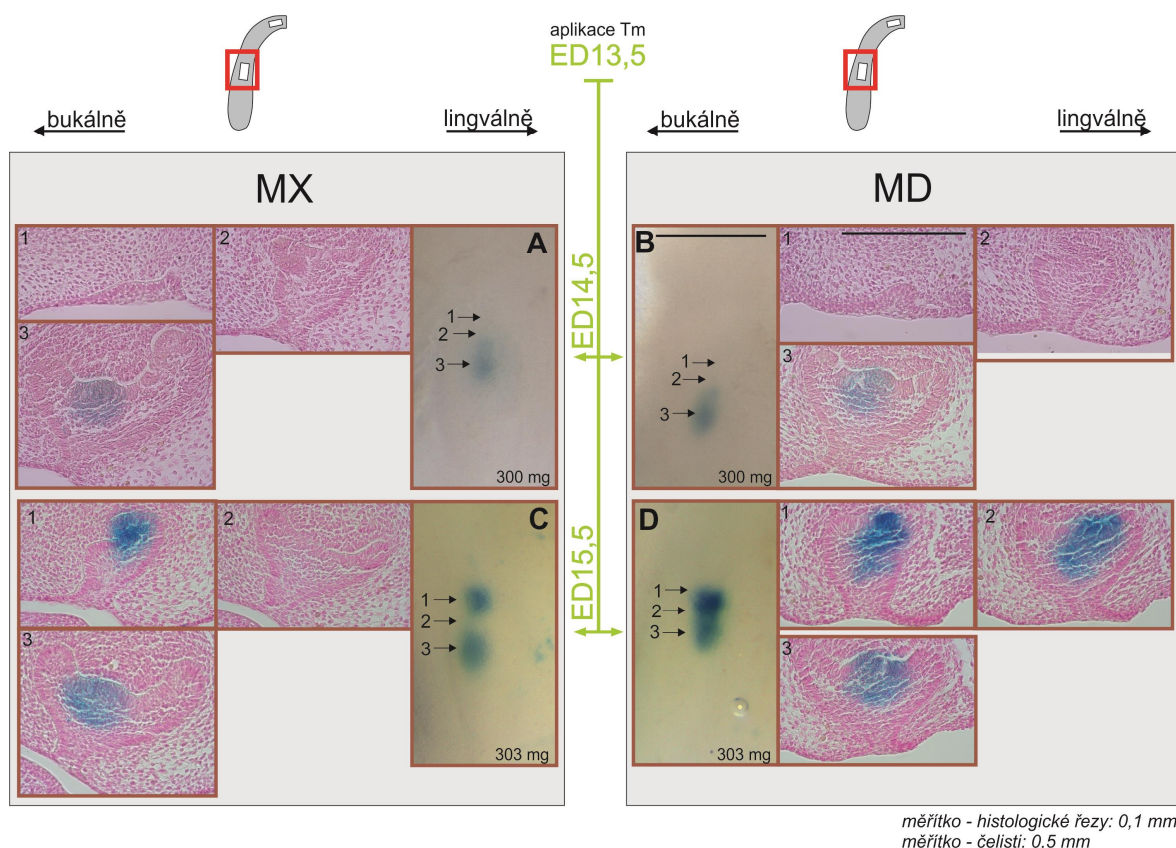 aplikace Tm
ED13,5
bukálně
lingválně
bukálně
lingválně
MX
MD
1
2
A
3
1
2
3
300 mg
ED14,5
B
1
2
3
1
2
3
300 mg
1
2
C
3
1
2
3
303 mg
ED15,5
D
1
2
3
1
2
3
303 mg
měřítko - histologické řezy: 0,1 mm
měřítko - čelisti: 0,5 mm